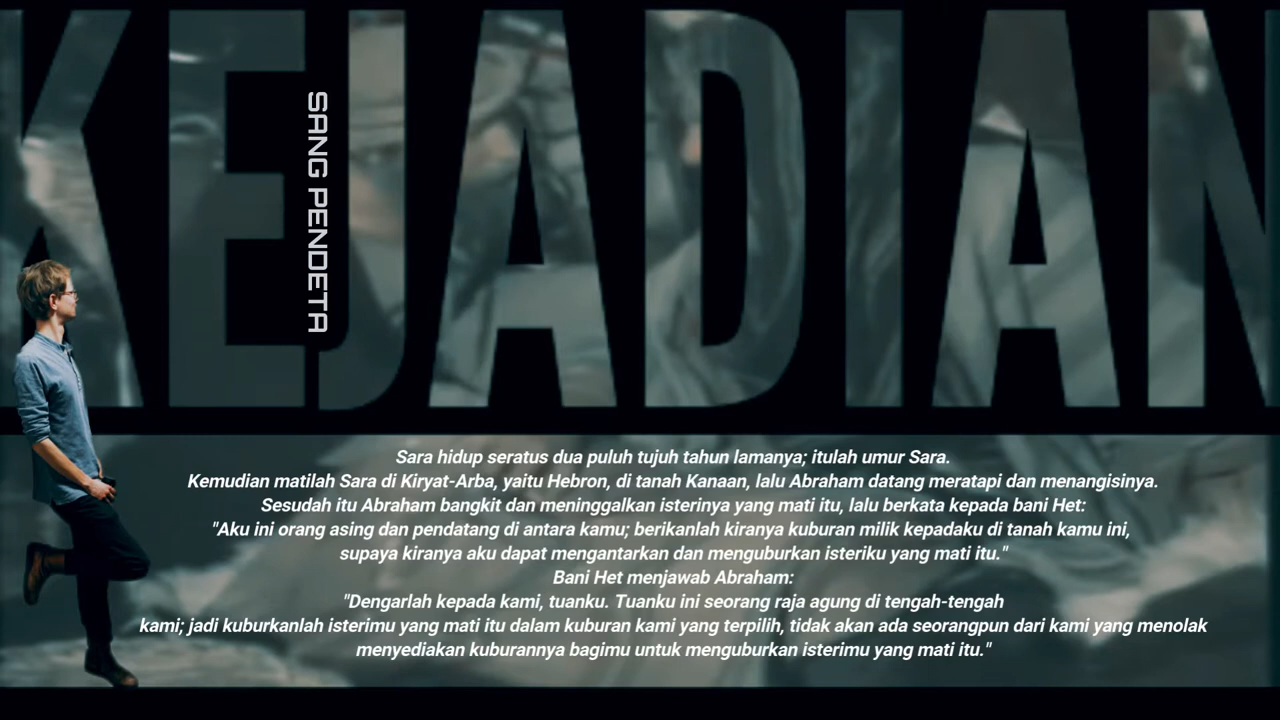 KEJADIAN
SANG PENDETA
Sara hidup seratus dua puluh tujuh tahun lamanya; itulah umur Sara.
Kemudian matilah Sara di Kiryat-Arba, yaitu Hebron, di tanah Kanaan, lalu Abraham datang meratapi dan menangisinya.
Sesudah itu Abraham bangkit dan meninggalkan isterinya yang mati itu, lalu berkata kepada bani Het:
"Aku ini orang asing dan pendatang di antara kamu; berikanlah kiranya kuburan milik kepadaku di tanah kamu ini,
supaya kiranya aku dapat mengantarkan dan menguburkan isteriku yang mati itu."
Bani Het menjawab Abraham:
"Dengarlah kepada kami, tuanku. Tuanku ini seorang raja agung di tengah-tengah
kami; jadi kuburkanlah isterimu yang mati itu dalam kuburan kami yang terpilih, tidak akan ada seorangpun dari kami yang menolak
menyediakan kuburannya bagimu untuk menguburkan isterimu yang mati itu."